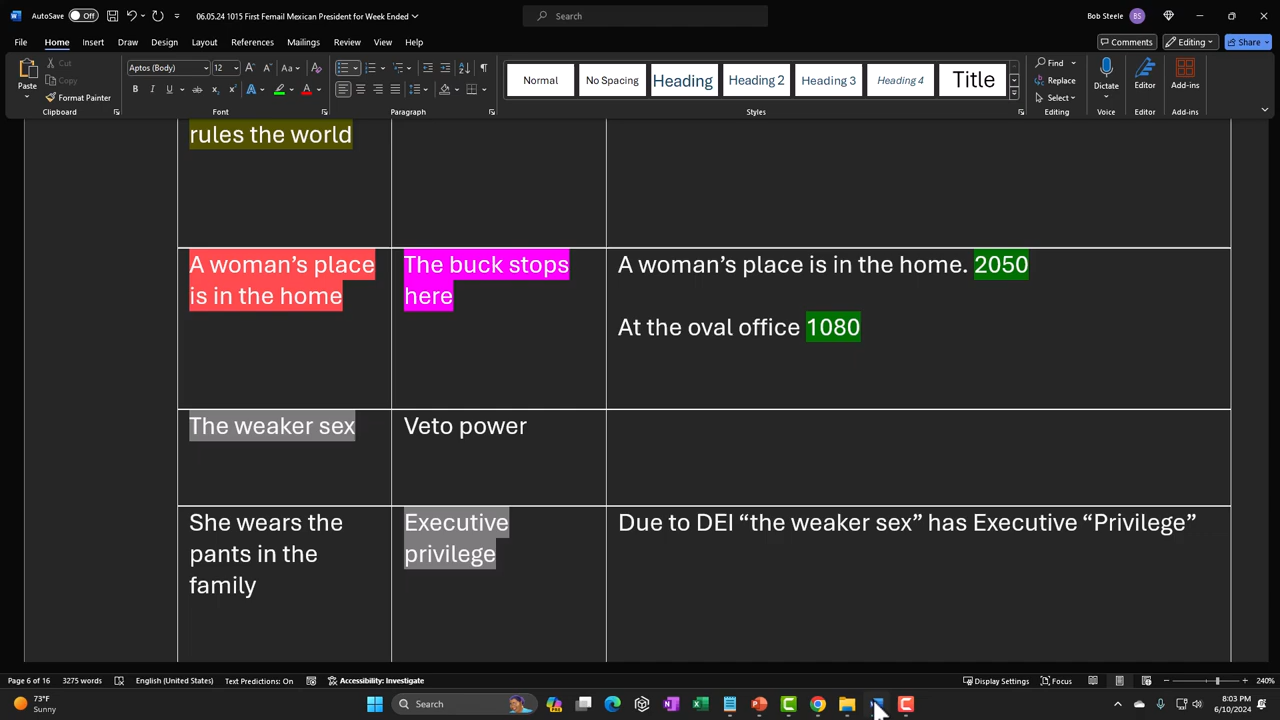 AutoSave Off
06.05.24 1015 First Femail Mexican President for Week Ended
Search
Bob Steele BS
File Home Insert Draw Design Layout References Mailings Review View Help
Comments Editing Share
Paste
Cut
Copy
Format Painter
Clipboard
Aptos (Body) 12
Font
Paragraph
Normal
No Spacing
Heading
Heading 2
Heading 3
Heading 4
Title
Styles
Find
Replace
Select
Editing
Dictate
Voice
Editor
Editor
Add-ins
Add-ins
rules the world
A woman’s place
is in the home
The buck stops
here
A woman’s place is in the home. 2050
At the oval office 1080
The weaker sex
Veto power
She wears the
pants in the
family
Executive
privilege
Due to DEI “the weaker sex” has Executive “Privilege”
Page 6 of 16 3275 words English (United States) Text Predictions: On Accessibility: Investigate
Display Settings Focus 240%
73°F
Sunny
Search
8:03 PM
6/10/2024